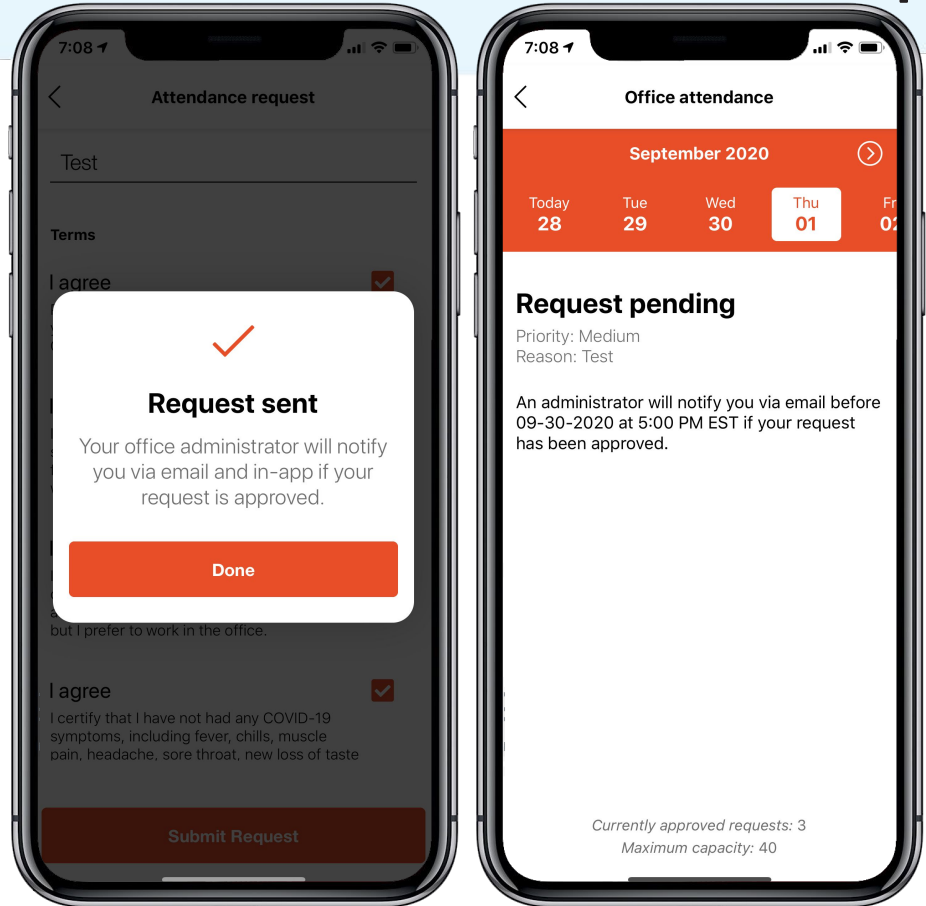 7:08
Attendance request
Test
Terms
I agree
but I prefer to work in the office.
I agree
I certify that I have not had any COVID-19
symptoms, including fever, chills, muscle
pain, headache, sore throat, new loss of taste
Submit Request
Request sent
Your office administrator will notify
you via email and in-app if your
request is approved.
Done
7:08
Office attendance
September 2020
Today Tue Wed Thu Fr
28 29 30 01 02
Request pending
Priority: Medium
Reason: Test
An administrator will notify you via email before
09-30-2020 at 5:00 PM EST if your request
has been approved.
Currently approved requests: 3
Maximum capacity: 40